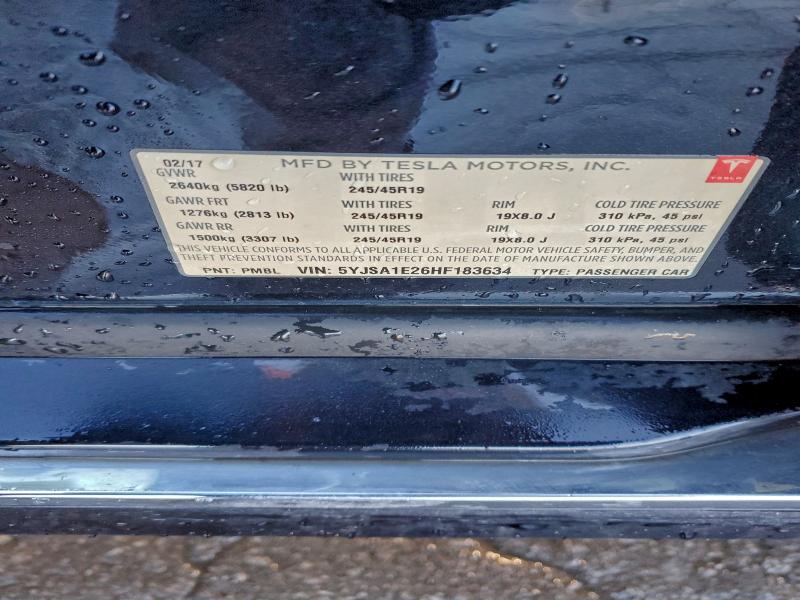 02/17 MFD BY TESLA MOTORS, INC.
TESLA
GVWR WITH TIRES
2640kg (5820 lb) 245/45R19
GAWR FRT WITH TIRES RIM COLD TIRE PRESSURE
1276kg (2813 lb) 245/45R19 19X8.0 J 310 kPa, 45 psi
GAWR RR WITH TIRES RIM COLD TIRE PRESSURE
1500kg (3307 lb) 245/45R19 19X8.0 J 310 kPa, 45 psi
THIS VEHICLE CONFORMS TO ALL APPLICABLE U.S. FEDERAL MOTOR VEHICLE SAFETY, BUMPER, AND
THEFT PREVENTION STANDARDS IN EFFECT ON THE DATE OF MANUFACTURE SHOWN ABOVE.
PNT: PMBL VIN: 5YJSA1E26HF183634 TYPE: PASSENGER CAR